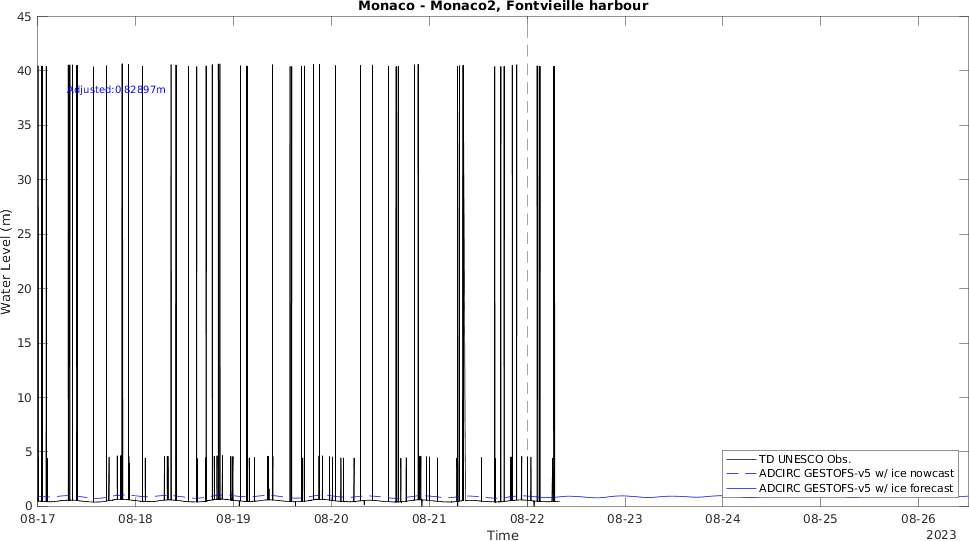 Monaco - Monaco2, Fontvieille harbour
45
40
35
30
25
20
15
10
5
0
Water Level (m)
Adjusted:0.82897m
TD UNESCO Obs.
ADCIRC GESTOFS-v5 w/ ice nowcast
ADCIRC GESTOFS-v5 w/ ice forecast
08-17 08-18 08-19 08-20 08-21 08-22 08-23 08-24 08-25 08-26
Time
2023